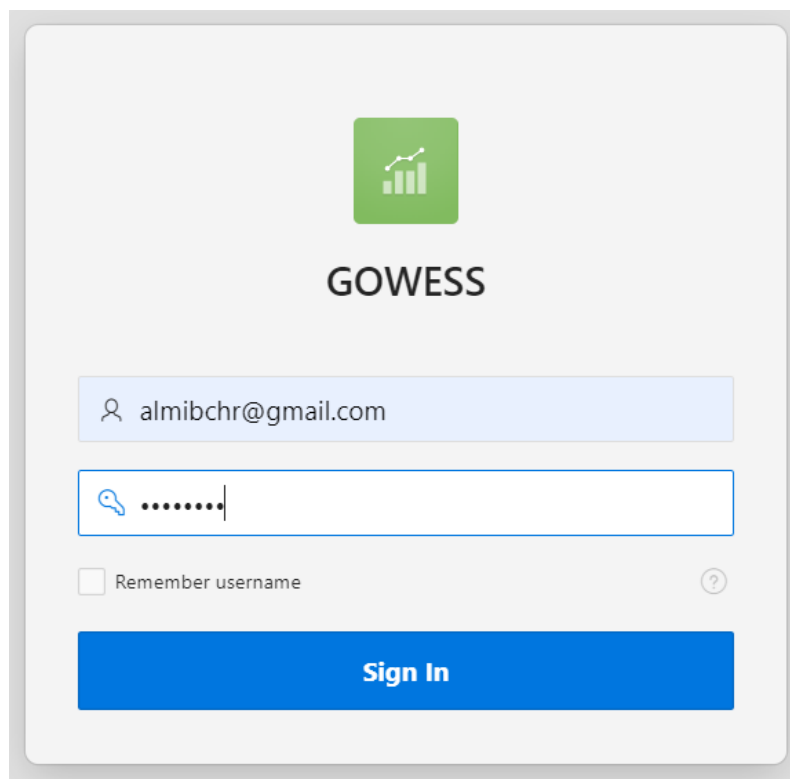 GOWESS
almibchr@gmail.com
••••••••
Remember username
?
Sign In